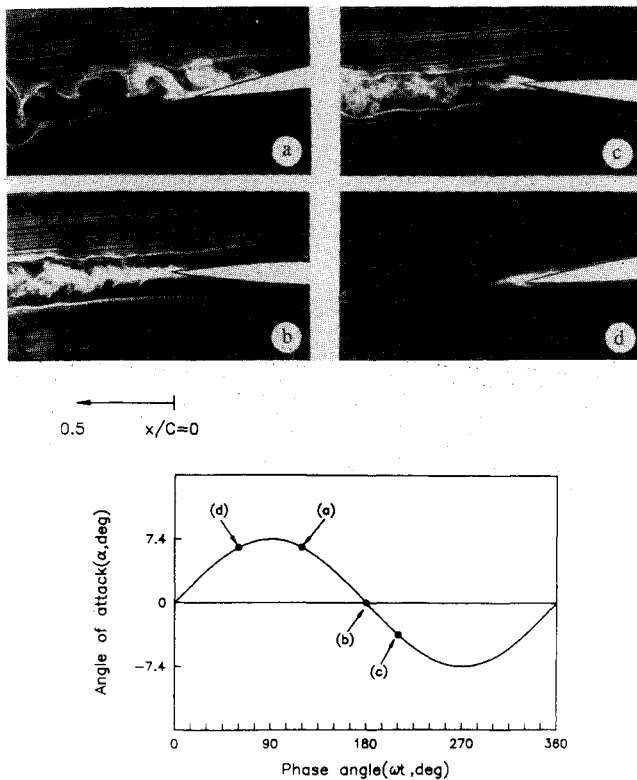 a
c
b
d
0.5 x/C=0
Angle of attack(α,deg)
7.4
0
-7.4
(d)
(a)
(b)
(c)
0 90 180 270 360
Phase angle(ωt,deg)